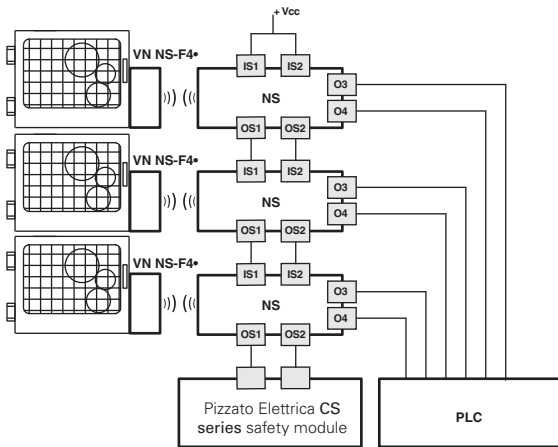 + Vcc
VN NS-F4•
IS1 IS2
NS
O3
O4
OS1 OS2
VN NS-F4•
IS1 IS2
NS
O3
O4
OS1 OS2
VN NS-F4•
IS1 IS2
NS
O3
O4
OS1 OS2
Pizzato Elettrica CS
series safety module
PLC